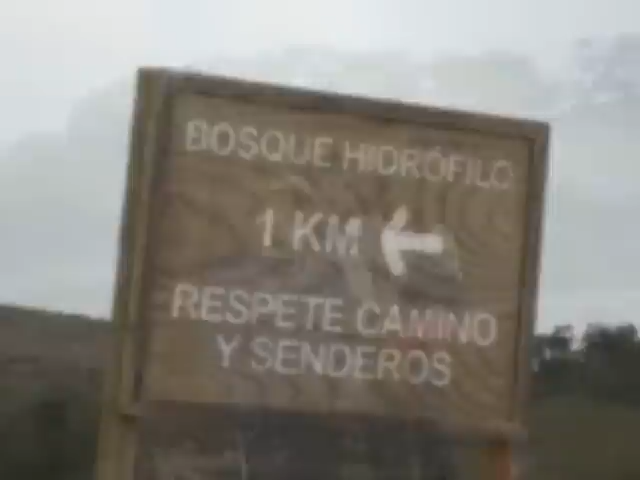 BOSQUE HIDRÓFILO
1 KM ←
RESPETE CAMINO
Y SENDEROS